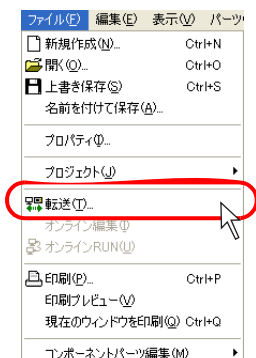 ファイル(F) 編集(E) 表示(V) パーツ
新規作成(N)... Ctrl+N
開く(O)... Ctrl+O
上書き保存(S) Ctrl+S
名前を付けて保存(A)...
プロパティ(I)...
プロジェクト(J)
転送(T)...
オンライン編集(I)
オンラインRUN(U)
印刷(P)... Ctrl+P
印刷プレビュー(V)
現在のウィンドウを印刷(Q) Ctrl+Q
コンポーネントパーツ編集(M)